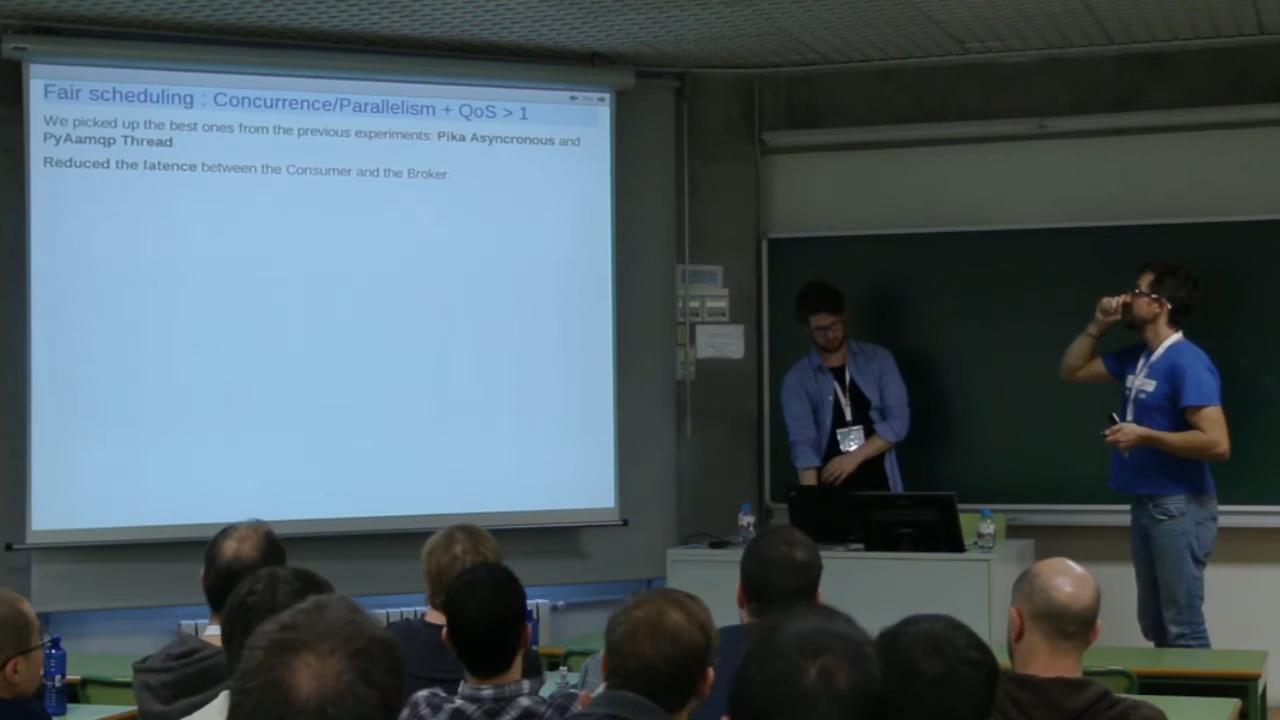 Fair scheduling : Concurrence/Parallelism + QoS > 1
We picked up the best ones from the previous experiments: Pika Asyncronous and
PyAamqp Thread
Reduced the latence between the Consumer and the Broker